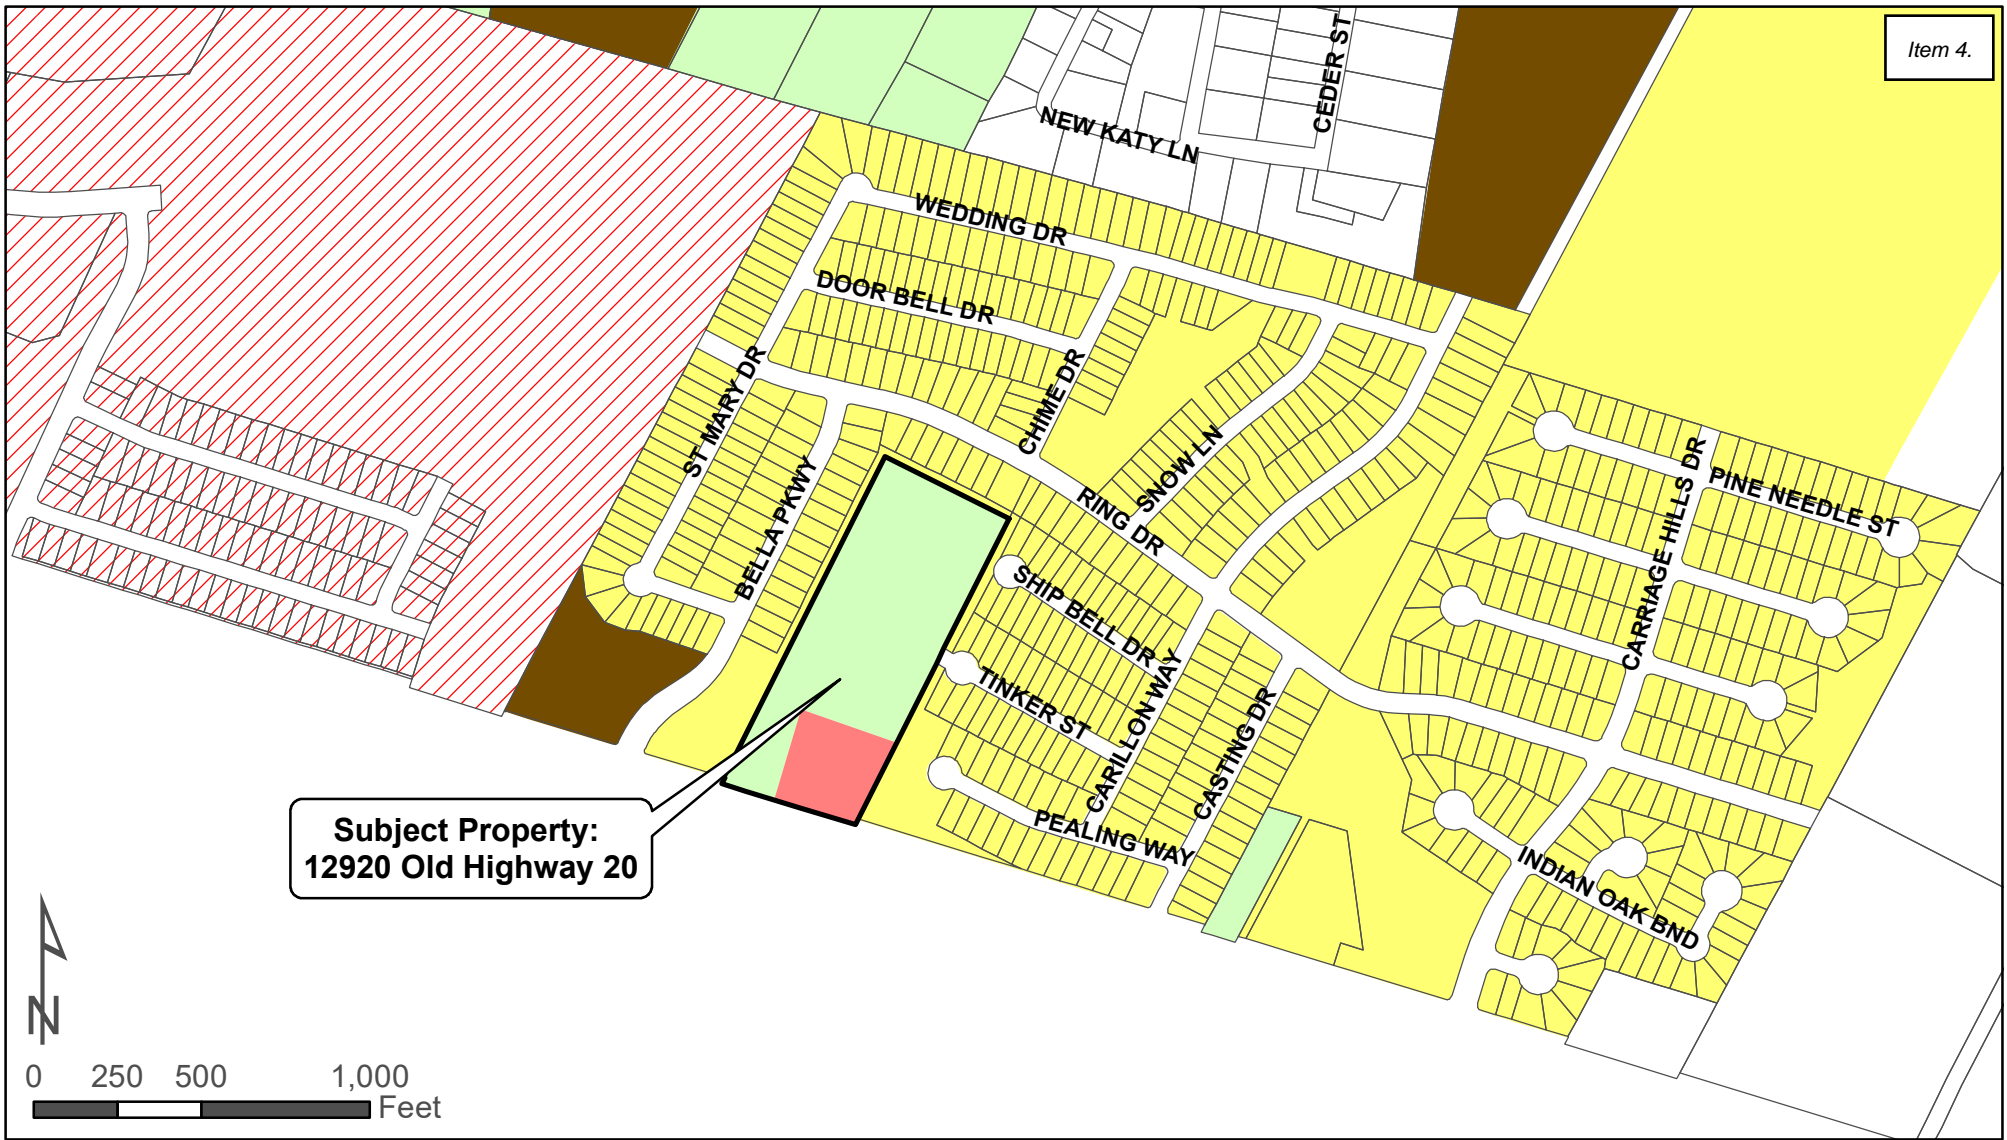 Item 4.
CEDER ST
NEW KATY LN
WEDDING DR
DOOR BELL DR
ST MARY DR
CHIME DR
SNOW LN
BELLA PKWY
RING DR
CARRIAGE HILLS DR
PINE NEEDLE ST
SHIP BELL DR
TINKER ST
CARILLON WAY
CASTING DR
PEALING WAY
INDIAN OAK BND
Subject Property:
12920 Old Highway 20
N
0 250 500 1,000
Feet